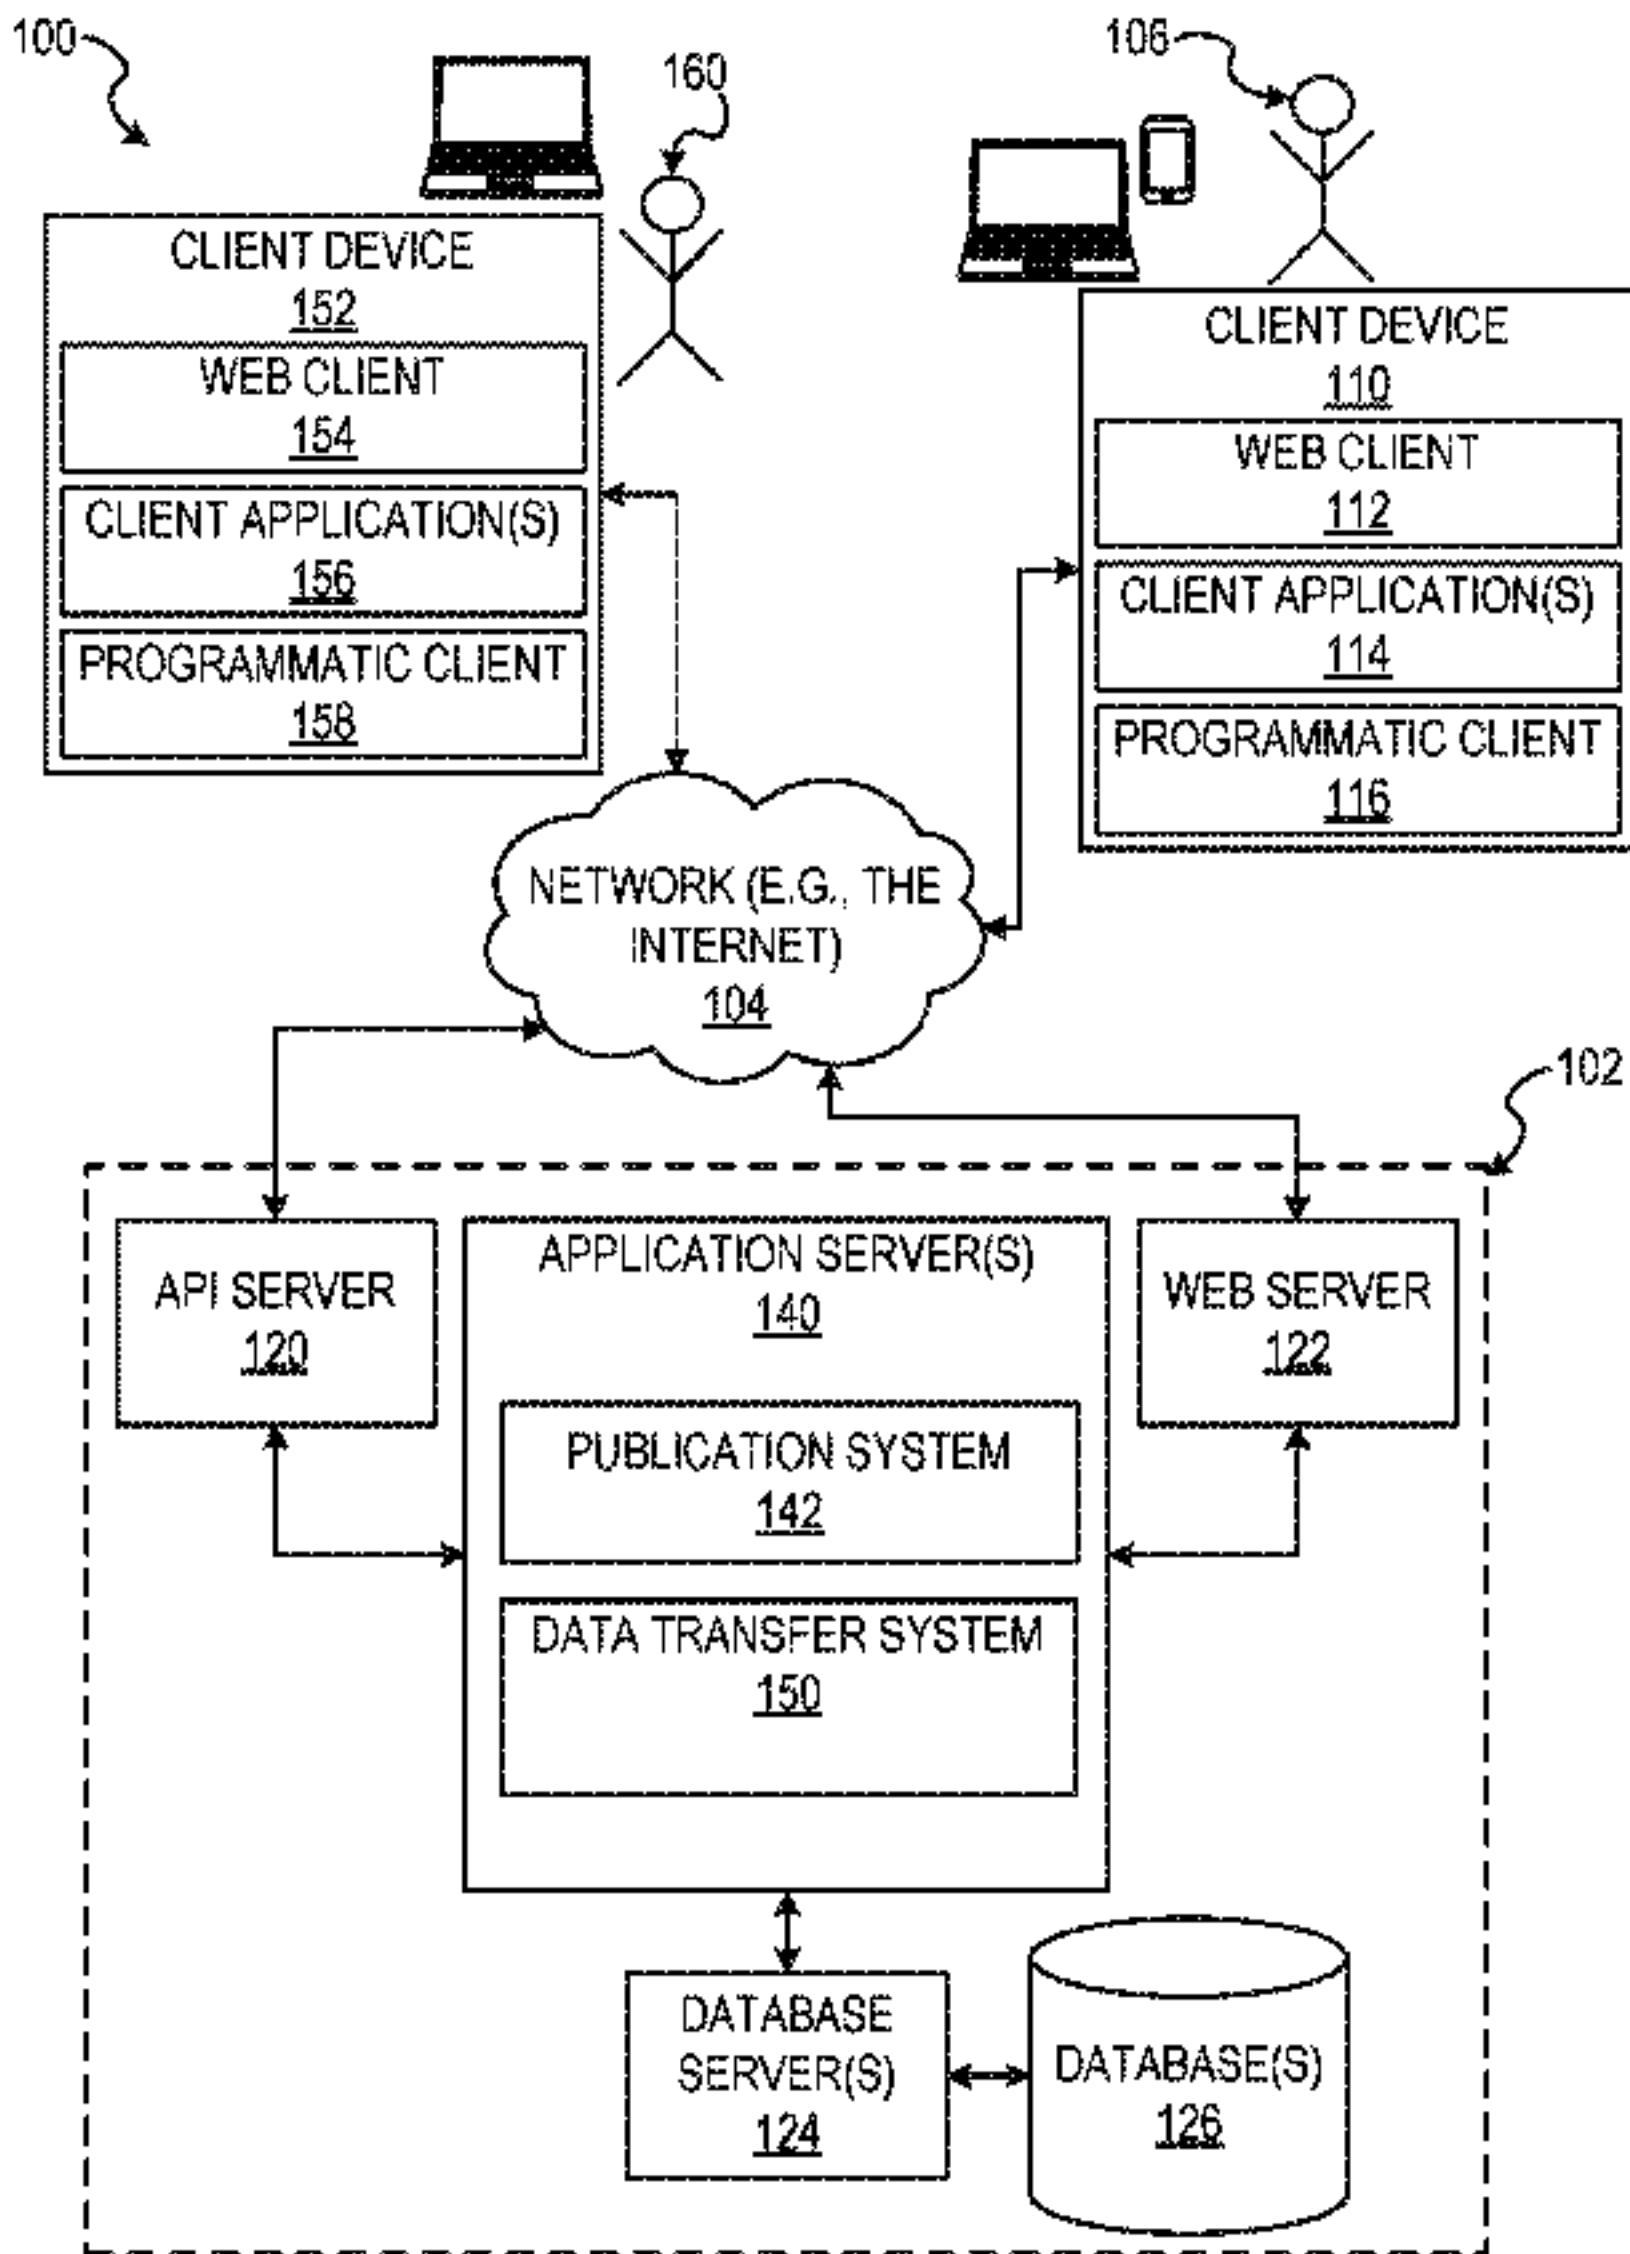 100
160
106
CLIENT DEVICE
152
WEB CLIENT
154
CLIENT APPLICATION(S)
156
PROGRAMMATIC CLIENT
158
CLIENT DEVICE
110
WEB CLIENT
112
CLIENT APPLICATION(S)
114
PROGRAMMATIC CLIENT
116
NETWORK (E.G., THE
INTERNET)
104
102
API SERVER
120
APPLICATION SERVER(S)
140
PUBLICATION SYSTEM
142
DATA TRANSFER SYSTEM
150
WEB SERVER
122
DATABASE
SERVER(S)
124
DATABASE(S)
126